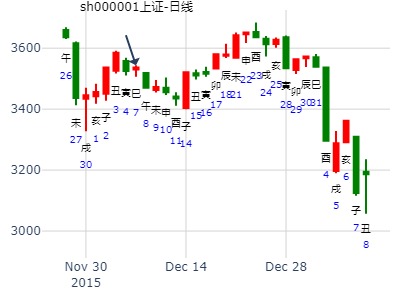 sh000001上证-日线
3600
3400
3200
3000
午
26
未
27
戌
30
亥
1
子
2
丑
3
寅
4
巳
7
午
8
未
9
申
10
酉
11
子
14
丑
15
寅
16
卯
17
辰
18
未
21
申
22
酉
23
戌
24
亥
25
寅
28
卯
29
辰
30
巳
31
酉
4
戌
5
亥
6
子
7
丑
8
Nov 30
2015
Dec 14
Dec 28